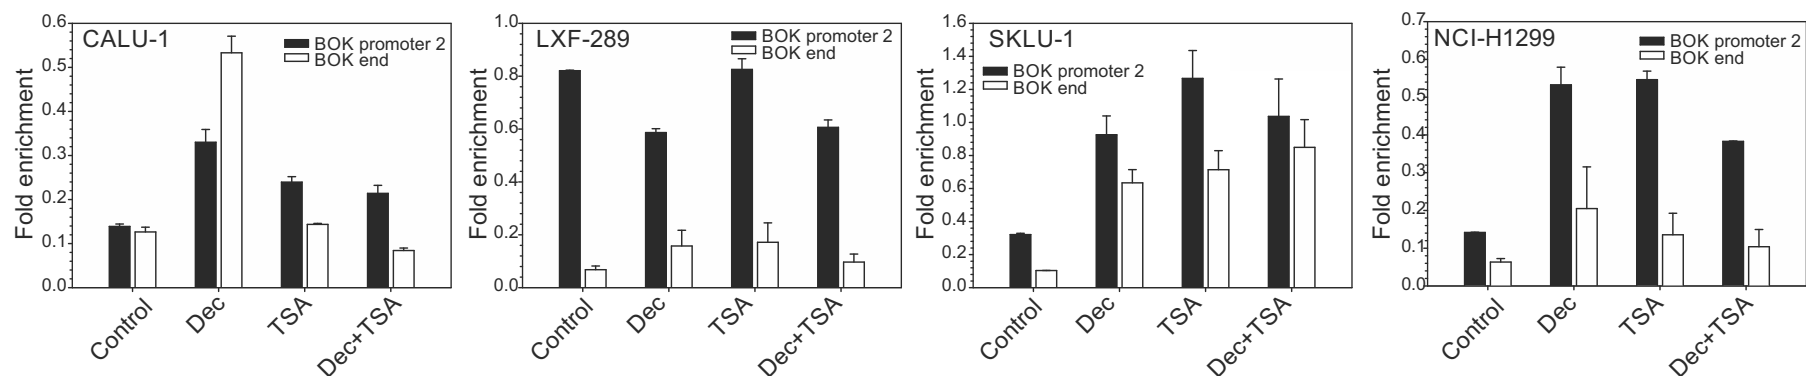 CALU-1
BOK promoter 2
BOK end
Fold enrichment
0.6
0.5
0.4
0.3
0.2
0.1
0.0
Control
Dec
TSA
Dec+TSA
LXF-289
BOK promoter 2
BOK end
Fold enrichment
1.0
0.8
0.6
0.4
0.2
0.0
Control
Dec
TSA
Dec+TSA
SKLU-1
BOK promoter 2
BOK end
Fold enrichment
1.6
1.4
1.2
1.0
0.8
0.6
0.4
0.2
0.0
Control
Dec
TSA
Dec+TSA
NCI-H1299
BOK promoter 2
BOK end
Fold enrichment
0.7
0.6
0.5
0.4
0.3
0.2
0.1
0.0
Control
Dec
TSA
Dec+TSA